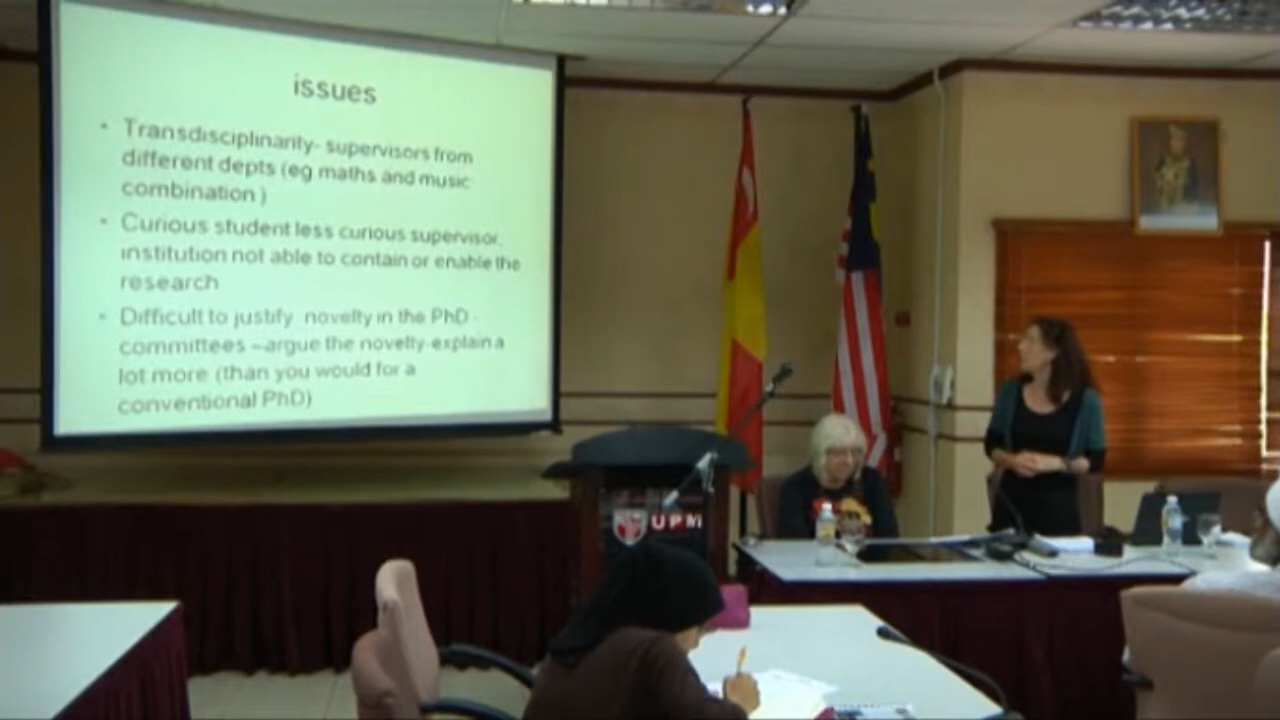 issues
• Transdisciplinarity- supervisors from
different depts (eg maths and music
combination )
• Curious student less curious supervisor,
institution not able to contain or enable the
research
• Difficult to justify novelty in the PhD -
committees –argue the novelty-explain a
lot more (than you would for a
conventional PhD)
UPM